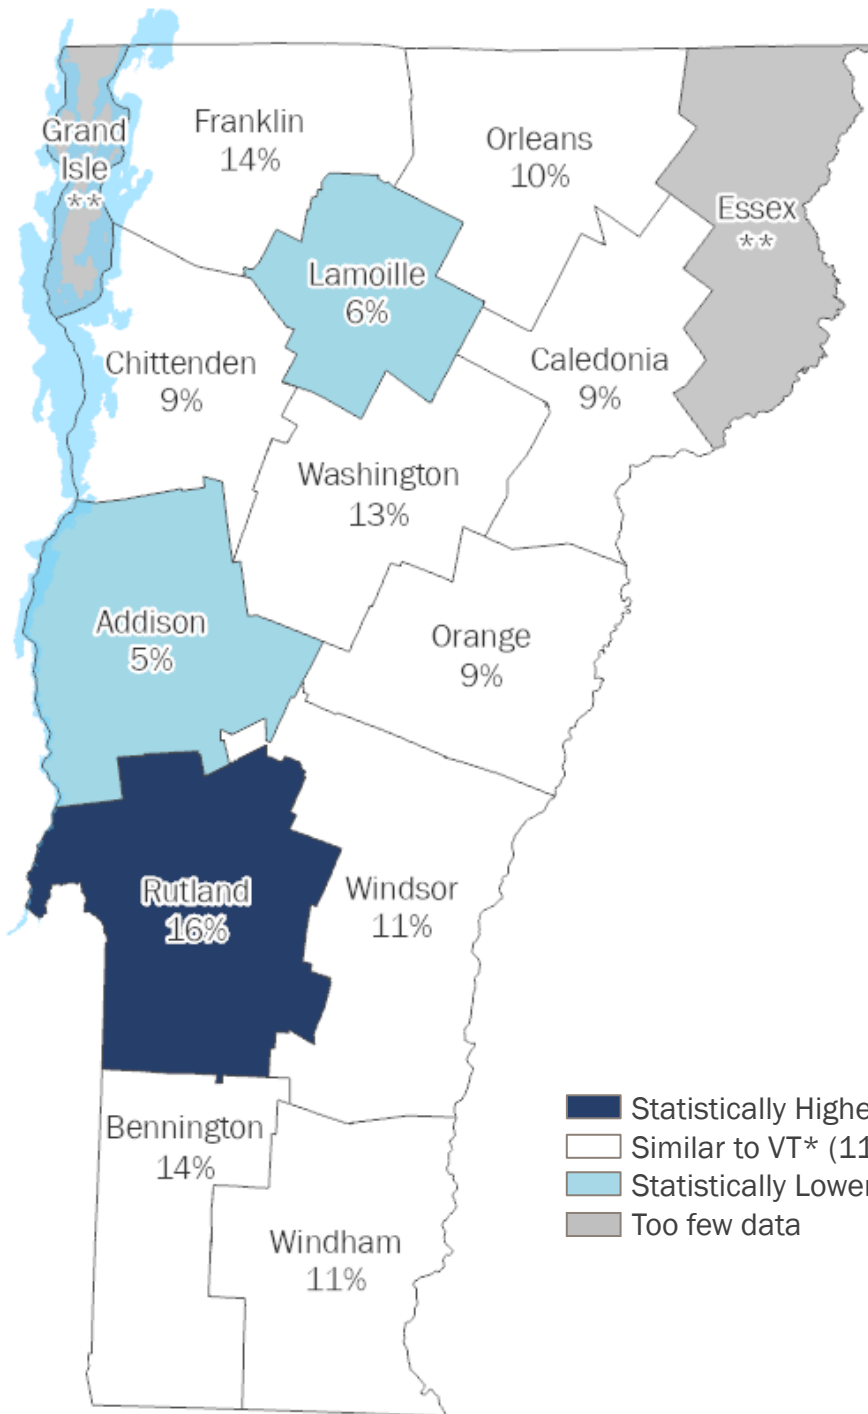 Grand
Isle
**
Franklin
14%
Orleans
10%
Essex
**
Lamoille
6%
Chittenden
9%
Caledonia
9%
Washington
13%
Addison
5%
Orange
9%
Rutland
16%
Windsor
11%
Bennington
14%
Windham
11%
Statistically Highe
Similar to VT* (11
Statistically Lower
Too few data